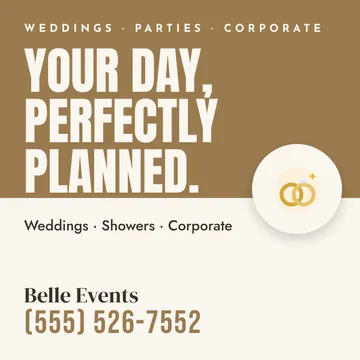 WEDDINGS · PARTIES · CORPORATE
YOUR DAY,
PERFECTLY
PLANNED.
Weddings · Showers · Corporate
Belle Events
(555) 526-7552